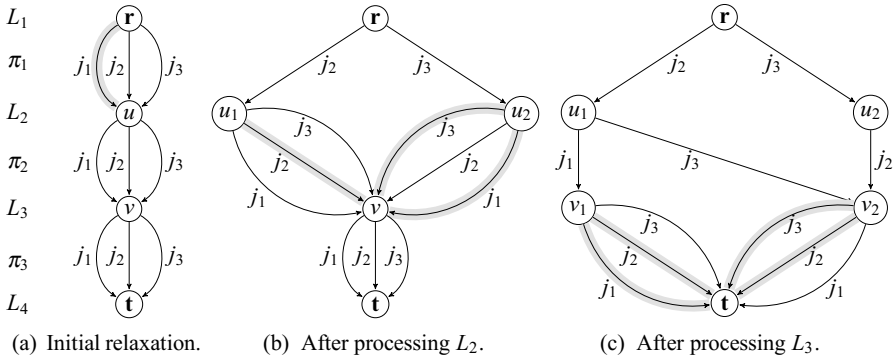 L₁ r r r
π₁ j₁ j₂ j₃ j₂ j₃ j₂ j₃
L₂ u u₁ u₂ u₁ u₂
π₂ j₁ j₂ j₃ j₃ j₂ j₁ j₃ j₂ j₁ j₁ j₃ j₂
L₃ v v v₁ v₂
π₃ j₁ j₂ j₃ j₁ j₂ j₃ j₃ j₂ j₁ j₃ j₂ j₁
L₄ t t t
(a) Initial relaxation. (b) After processing L₂. (c) After processing L₃.